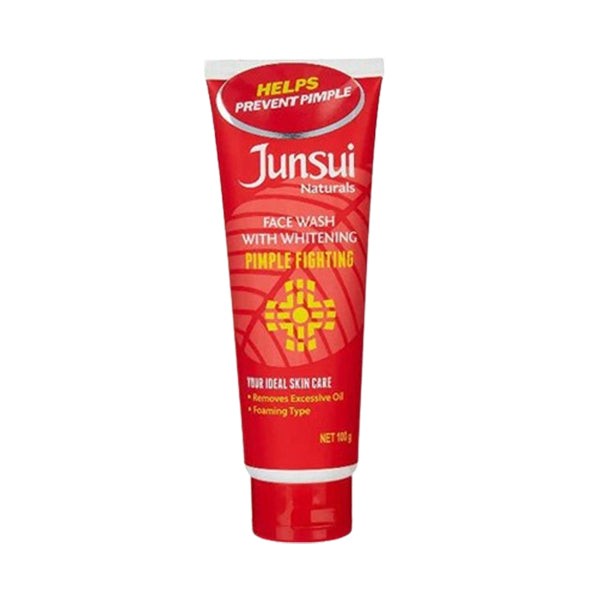 HELPS
PREVENT PIMPLE
Junsui
Naturals
FACE WASH
WITH WHITENING
PIMPLE FIGHTING
YOUR IDEAL SKIN CARE
• Removes Excessive Oil
• Foaming Type
NET 100 g